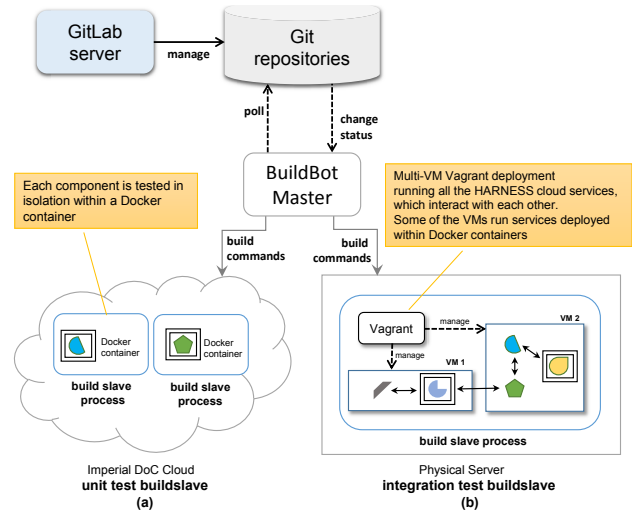 GitLab
server
manage
Git
repositories
poll
change
status
BuildBot
Master
Each component is tested in
isolation within a Docker
container
Multi-VM Vagrant deployment
running all the HARNESS cloud services,
which interact with each other.
Some of the VMs run services deployed
within Docker containers
build
commands
build
commands
Docker
container
build slave
process
Docker
container
build slave
process
Vagrant
manage
manage
VM 2
VM 1
build slave process
Imperial DoC Cloud
unit test buildslave
(a)
Physical Server
integration test buildslave
(b)